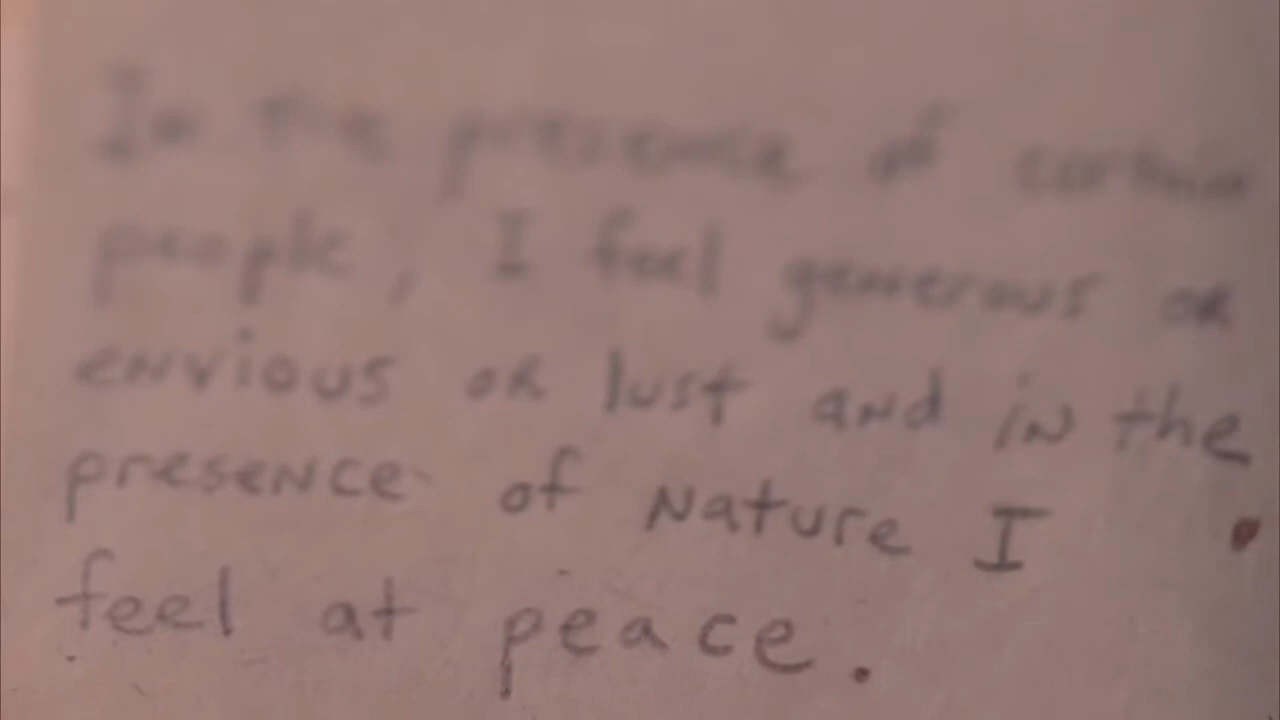 In the presence of certain
people, I feel generous or
envious or lust and in the
presence of Nature I
feel at peace.